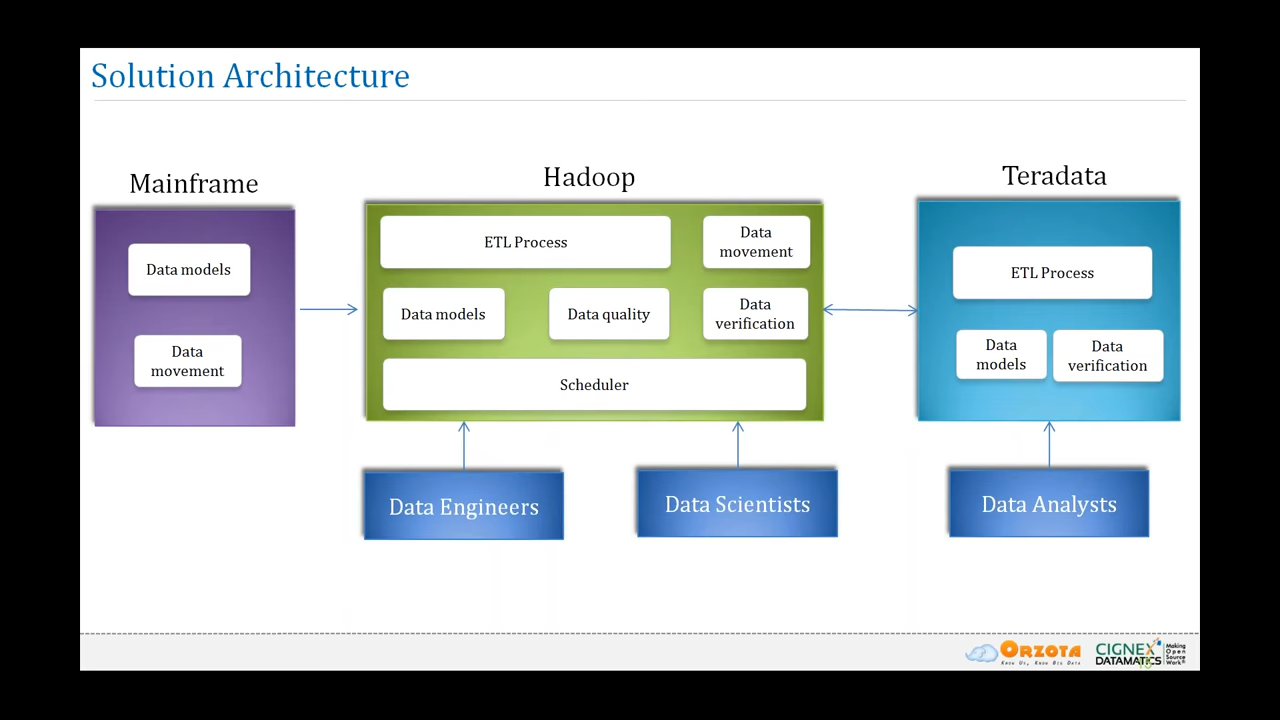 Solution Architecture
Mainframe
Hadoop
Teradata
Data models
Data
movement
ETL Process
Data
movement
Data models
Data quality
Data
verification
Scheduler
ETL Process
Data
models
Data
verification
Data Engineers
Data Scientists
Data Analysts
ORZOTA
Know Us, Know Big Data
CIGNEX
DATAMATICS
Making
Open
Source
Work®